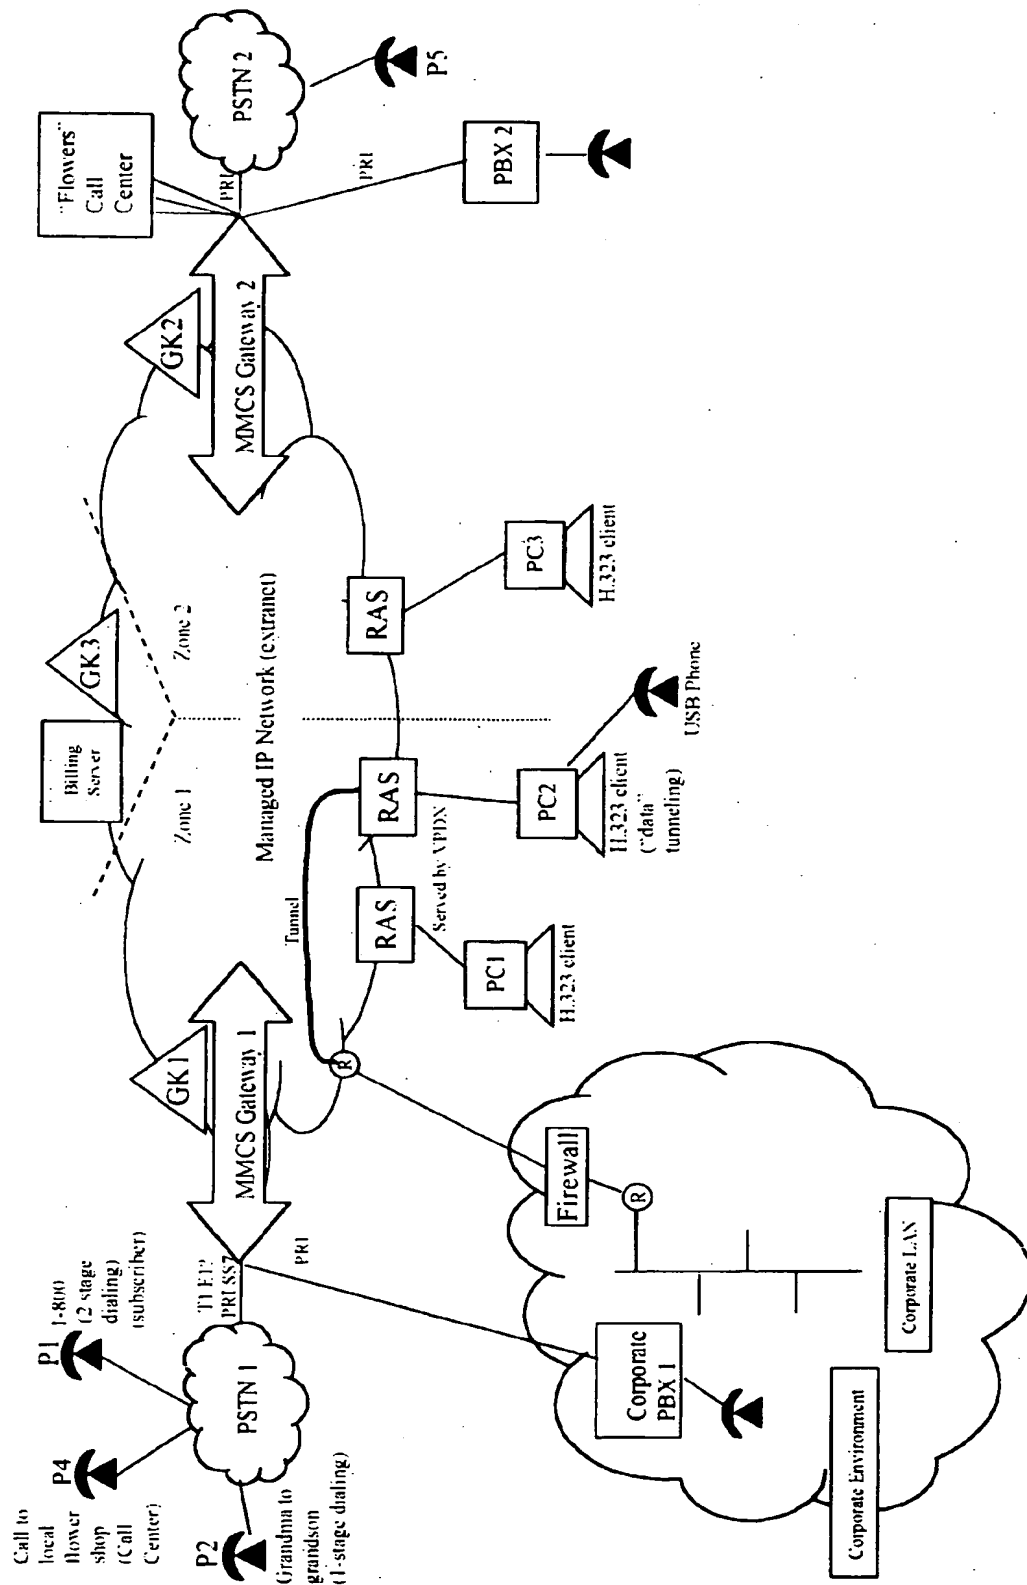 Call to
local
flower
shop
(Call
Center)
P4
P1
1-800
(2 stage
dialing)
(subscriber)
P2
Grandma to
grandson
(1-stage dialing)
PSTN 1
T1 E1?
PRI SS7
PRI
GK1
MMCS Gateway 1
Billing
Server
GK3
Zone 1
Zone 2
Managed IP Network (extranet)
GK2
MMCS Gateway 2
"Flowers"
Call
Center
PRI
PSTN 2
P5
PRI
PBX 2
Tunnel
R
RAS
RAS
RAS
Served by VPDN
PC1
H.323 client
PC2
H.323 client
("data"
tunneling)
USB Phone
PC3
H.323 client
Firewall
R
Corporate
PBX 1
Corporate LAN
Corporate Environment